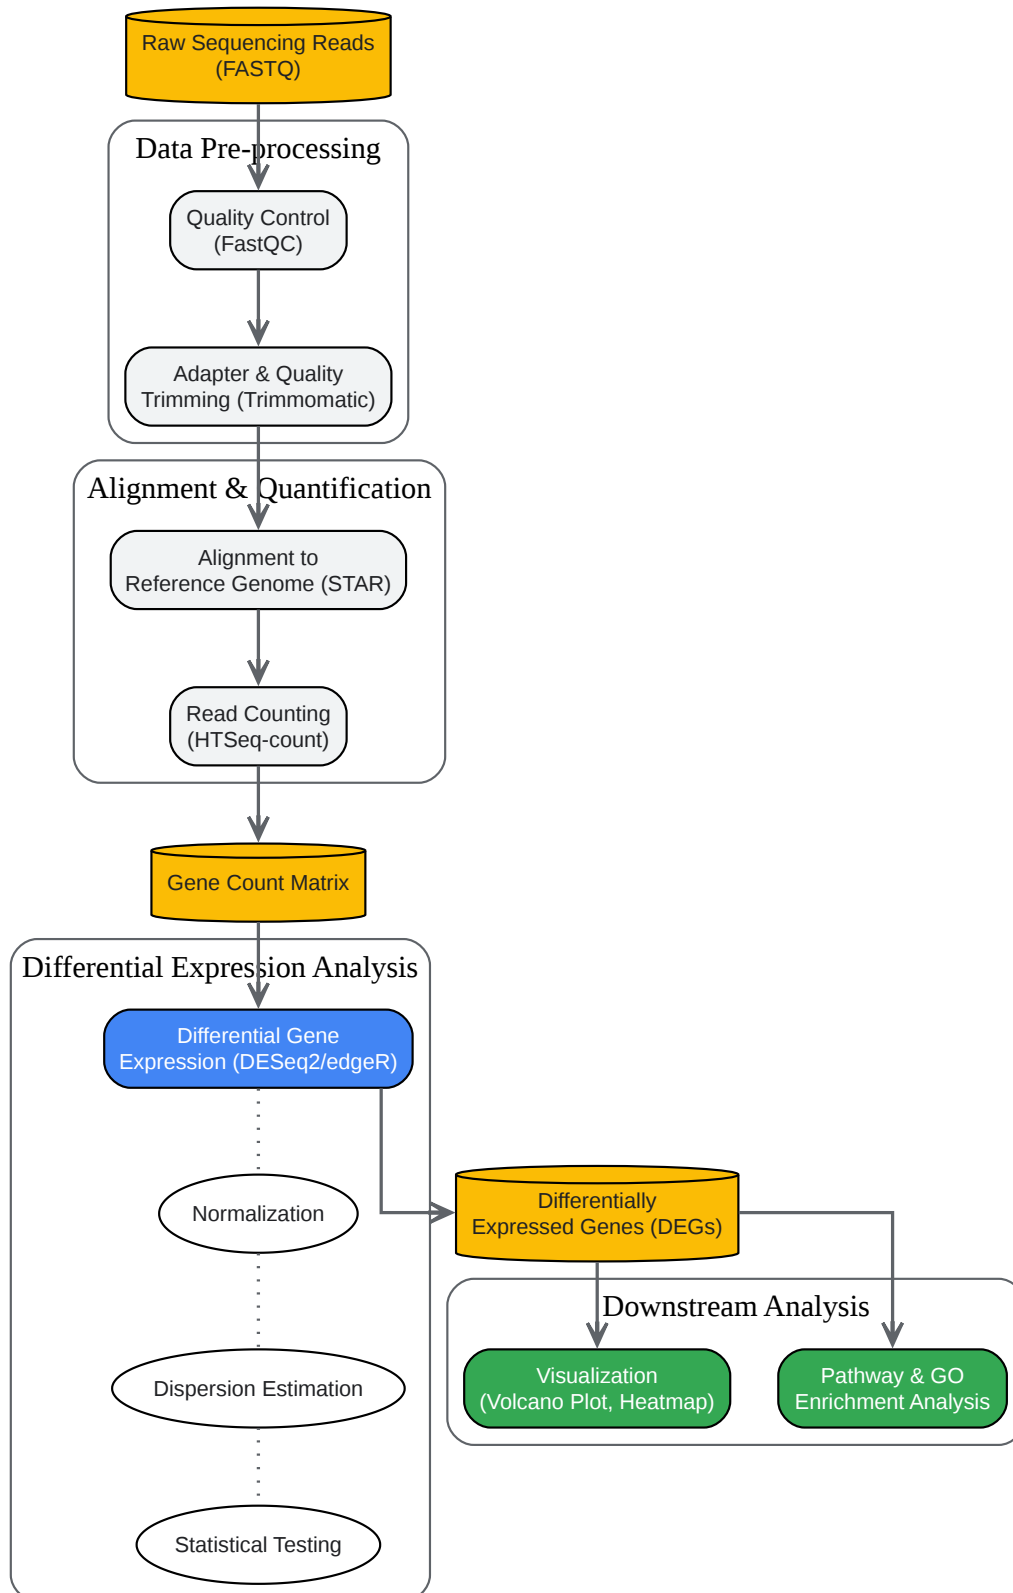 Raw Sequencing Reads
(FASTQ)
Data Pre-processing
Quality Control
(FastQC)
Adapter & Quality
Trimming (Trimmomatic)
Alignment & Quantification
Alignment to
Reference Genome (STAR)
Read Counting
(HTSeq-count)
Gene Count Matrix
Differential Expression Analysis
Differential Gene
Expression (DESeq2/edgeR)
Normalization
Dispersion Estimation
Statistical Testing
Differentially
Expressed Genes (DEGs)
Downstream Analysis
Visualization
(Volcano Plot, Heatmap)
Pathway & GO
Enrichment Analysis